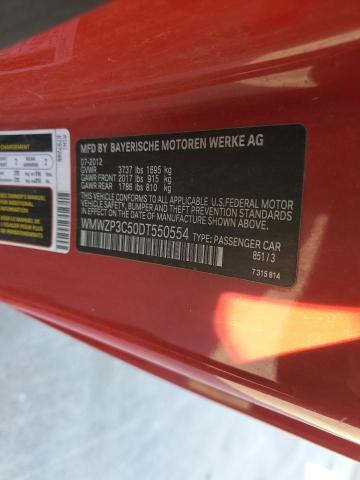 MFD BY BAYERISCHE MOTOREN WERKE AG
07-2012
GVWR 3737 lbs 1695 kg
GAWR FRONT 2017 lbs 915 kg
GAWR REAR 1786 lbs 810 kg
THIS VEHICLE CONFORMS TO ALL APPLICABLE U.S. FEDERAL MOTOR
VEHICLE SAFETY, BUMPER AND THEFT PREVENTION STANDARDS IN
EFFECT ON THE DATE OF MANUFACTURE SHOWN ABOVE.
WMWZP3C50DT550554 TYPE: PASSENGER CAR
851/3
7 315 814
CHARGEMENT